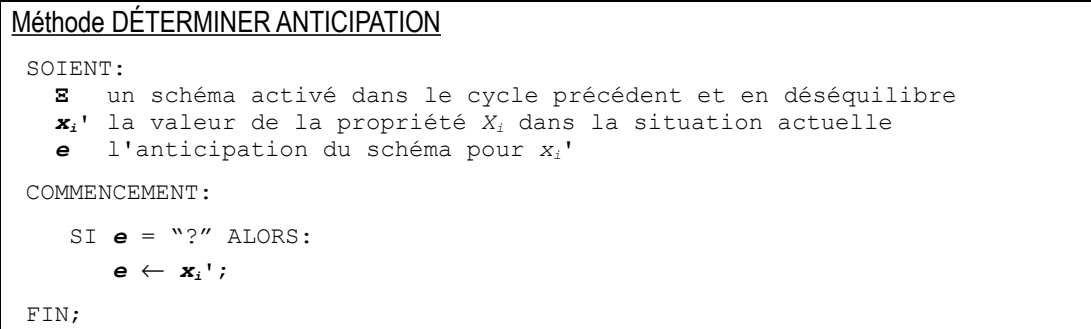 Méthode DÉTERMINER ANTICIPATION
SOIENT:
Ξ un schéma activé dans le cycle précédent et en déséquilibre
xᵢ' la valeur de la propriété Xᵢ dans la situation actuelle
e l'anticipation du schéma pour xᵢ'
COMMENCEMENT:
SI e = “?” ALORS:
e ← xᵢ';
FIN;